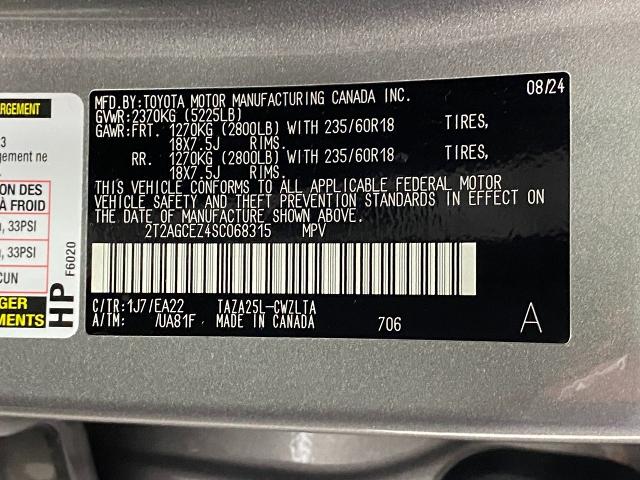 ARGEMENT
3
gement ne
ION DES
À FROID
, 33PSI
, 33PSI
CUN
GER
EMENTS
HP F6020
MFD.BY:TOYOTA MOTOR MANUFACTURING CANADA INC. 08/24
GVWR:2370KG (5225LB)
GAWR:FRT. 1270KG (2800LB) WITH 235/60R18 TIRES,
18X7.5J RIMS.
RR. 1270KG (2800LB) WITH 235/60R18 TIRES,
18X7.5J RIMS.
THIS VEHICLE CONFORMS TO ALL APPLICABLE FEDERAL MOTOR
VEHICLE SAFETY AND THEFT PREVENTION STANDARDS IN EFFECT ON
THE DATE OF MANUFACTURE SHOWN ABOVE.
2T2AGCEZ4SC068315 MPV
C/TR:1J7/EA22 TAZA25L-CWZLTA
A/TM: /UA81F MADE IN CANADA 706 A